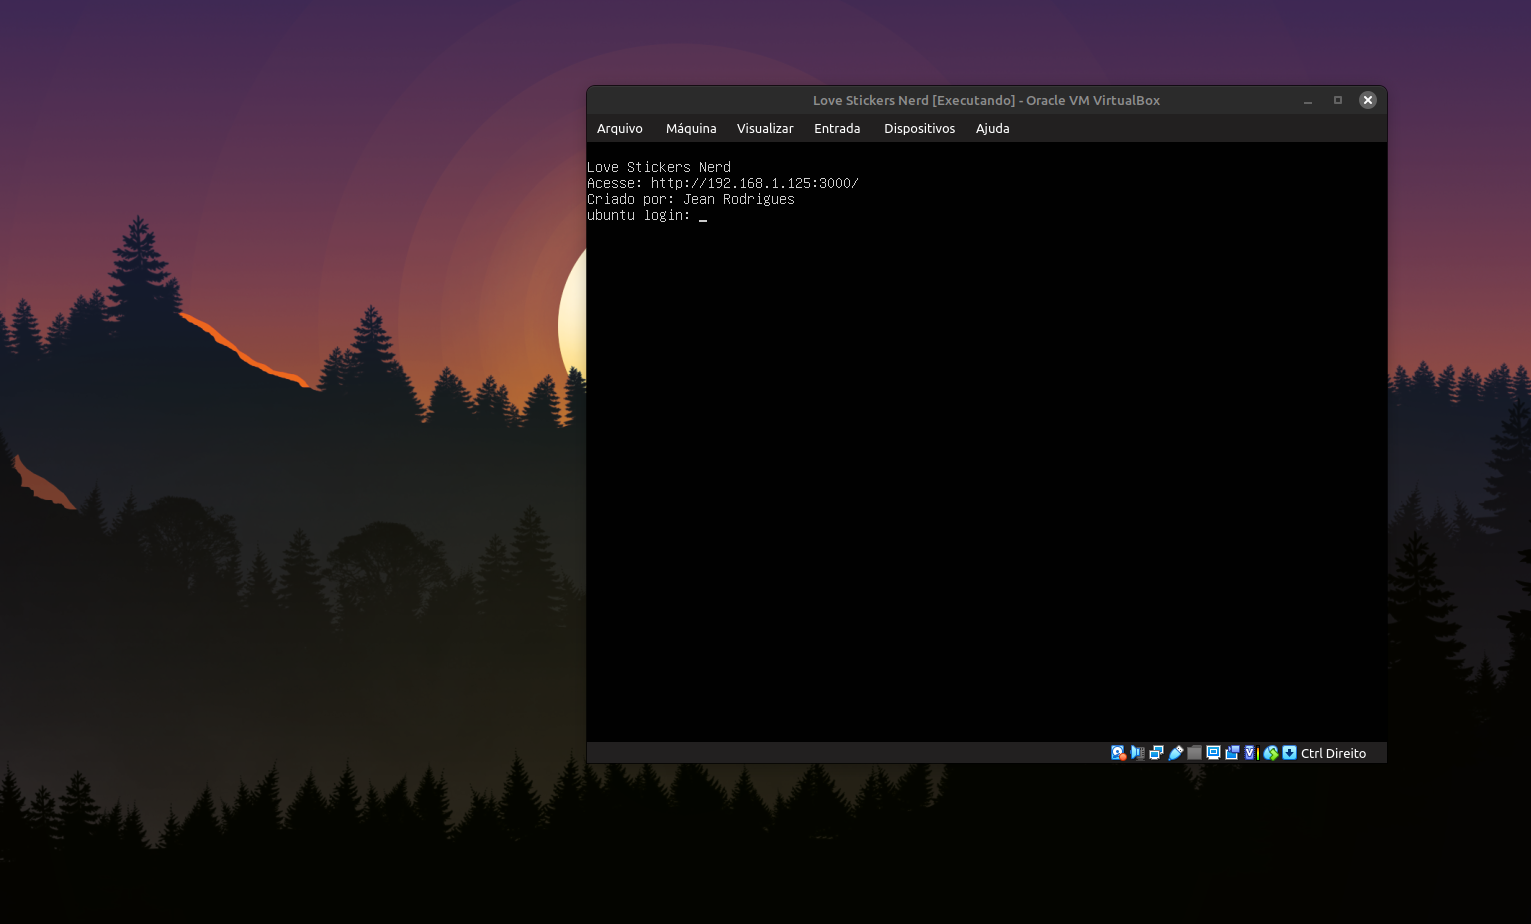 Love Stickers Nerd [Executando] - Oracle VM VirtualBox
Arquivo Máquina Visualizar Entrada Dispositivos Ajuda
Love Stickers Nerd
Acesse: http://192.168.1.125:3000/
Criado por: Jean Rodrigues
ubuntu login: _
Ctrl Direito